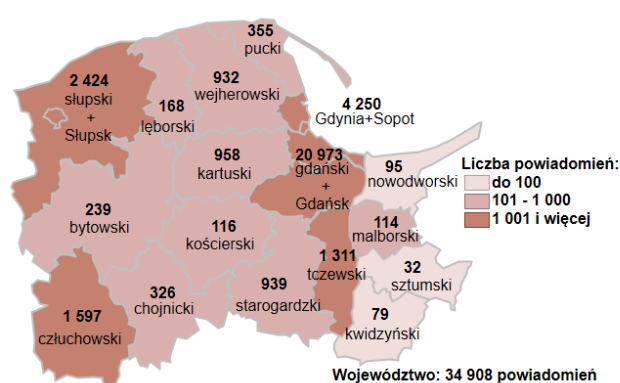 355
pucki
932
wejherowski
2 424
słupski
+
Słupsk
168
lęborski
4 250
Gdynia+Sopot
958
kartuski
20 973
gdański
+
Gdańsk
95
nowodworski
Liczba powiadomień:
do 100
101 - 1 000
1 001 i więcej
239
bytowski
116
kościerski
114
malborski
1 311
tczewski
32
sztumski
326
chojnicki
939
starogardzki
1 597
człuchowski
79
kwidzyński
Województwo: 34 908 powiadomień